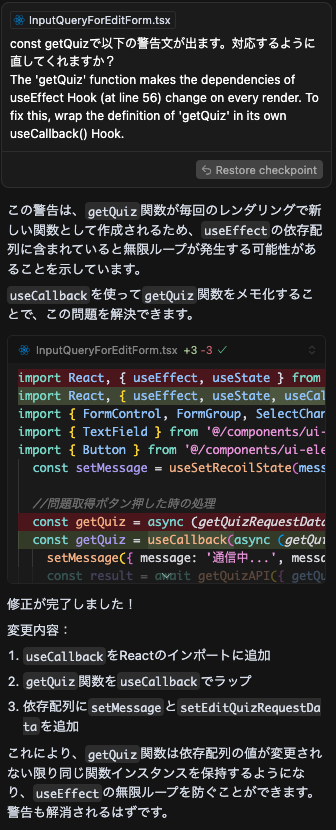 InputQueryForEditForm.tsx
const getQuizで以下の警告文が出ます。対応するように
直してくれますか？
The 'getQuiz' function makes the dependencies of
useEffect Hook (at line 56) change on every render. To
fix this, wrap the definition of 'getQuiz' in its own
useCallback() Hook.
Restore checkpoint
この警告は、getQuiz関数が毎回のレンダリングで新
しい関数として作成されるため、useEffectの依存配
列に含まれていると無限ループが発生する可能性があ
ることを示しています。
useCallbackを使ってgetQuiz関数をメモ化するこ
とで、この問題を解決できます。
InputQueryForEditForm.tsx +3 -3
import React, { useEffect, useState } from
import React, { useEffect, useState, useCal
import { FormControl, FormGroup, SelectChan
import { TextField } from '@/components/ui-
import { Button } from '@/components/ui-ele
const setMessage = useSetRecoilState(mess
//問題取得ボタン押した時の処理
const getQuiz = async (getQuizRequestData
const getQuiz = useCallback(async (getQui
setMessage({ message: '通信中...', messa
const result = await getQuizAPI({ getQu
修正が完了しました！
変更内容：
1. useCallbackをReactのインポートに追加
2. getQuiz関数をuseCallbackでラップ
3. 依存配列にsetMessageとsetEditQuizRequestDa
taを追加
これにより、getQuiz関数は依存配列の値が変更され
ない限り同じ関数インスタンスを保持するようにな
り、useEffectの無限ループを防ぐことができます。
警告も解消されるはずです。